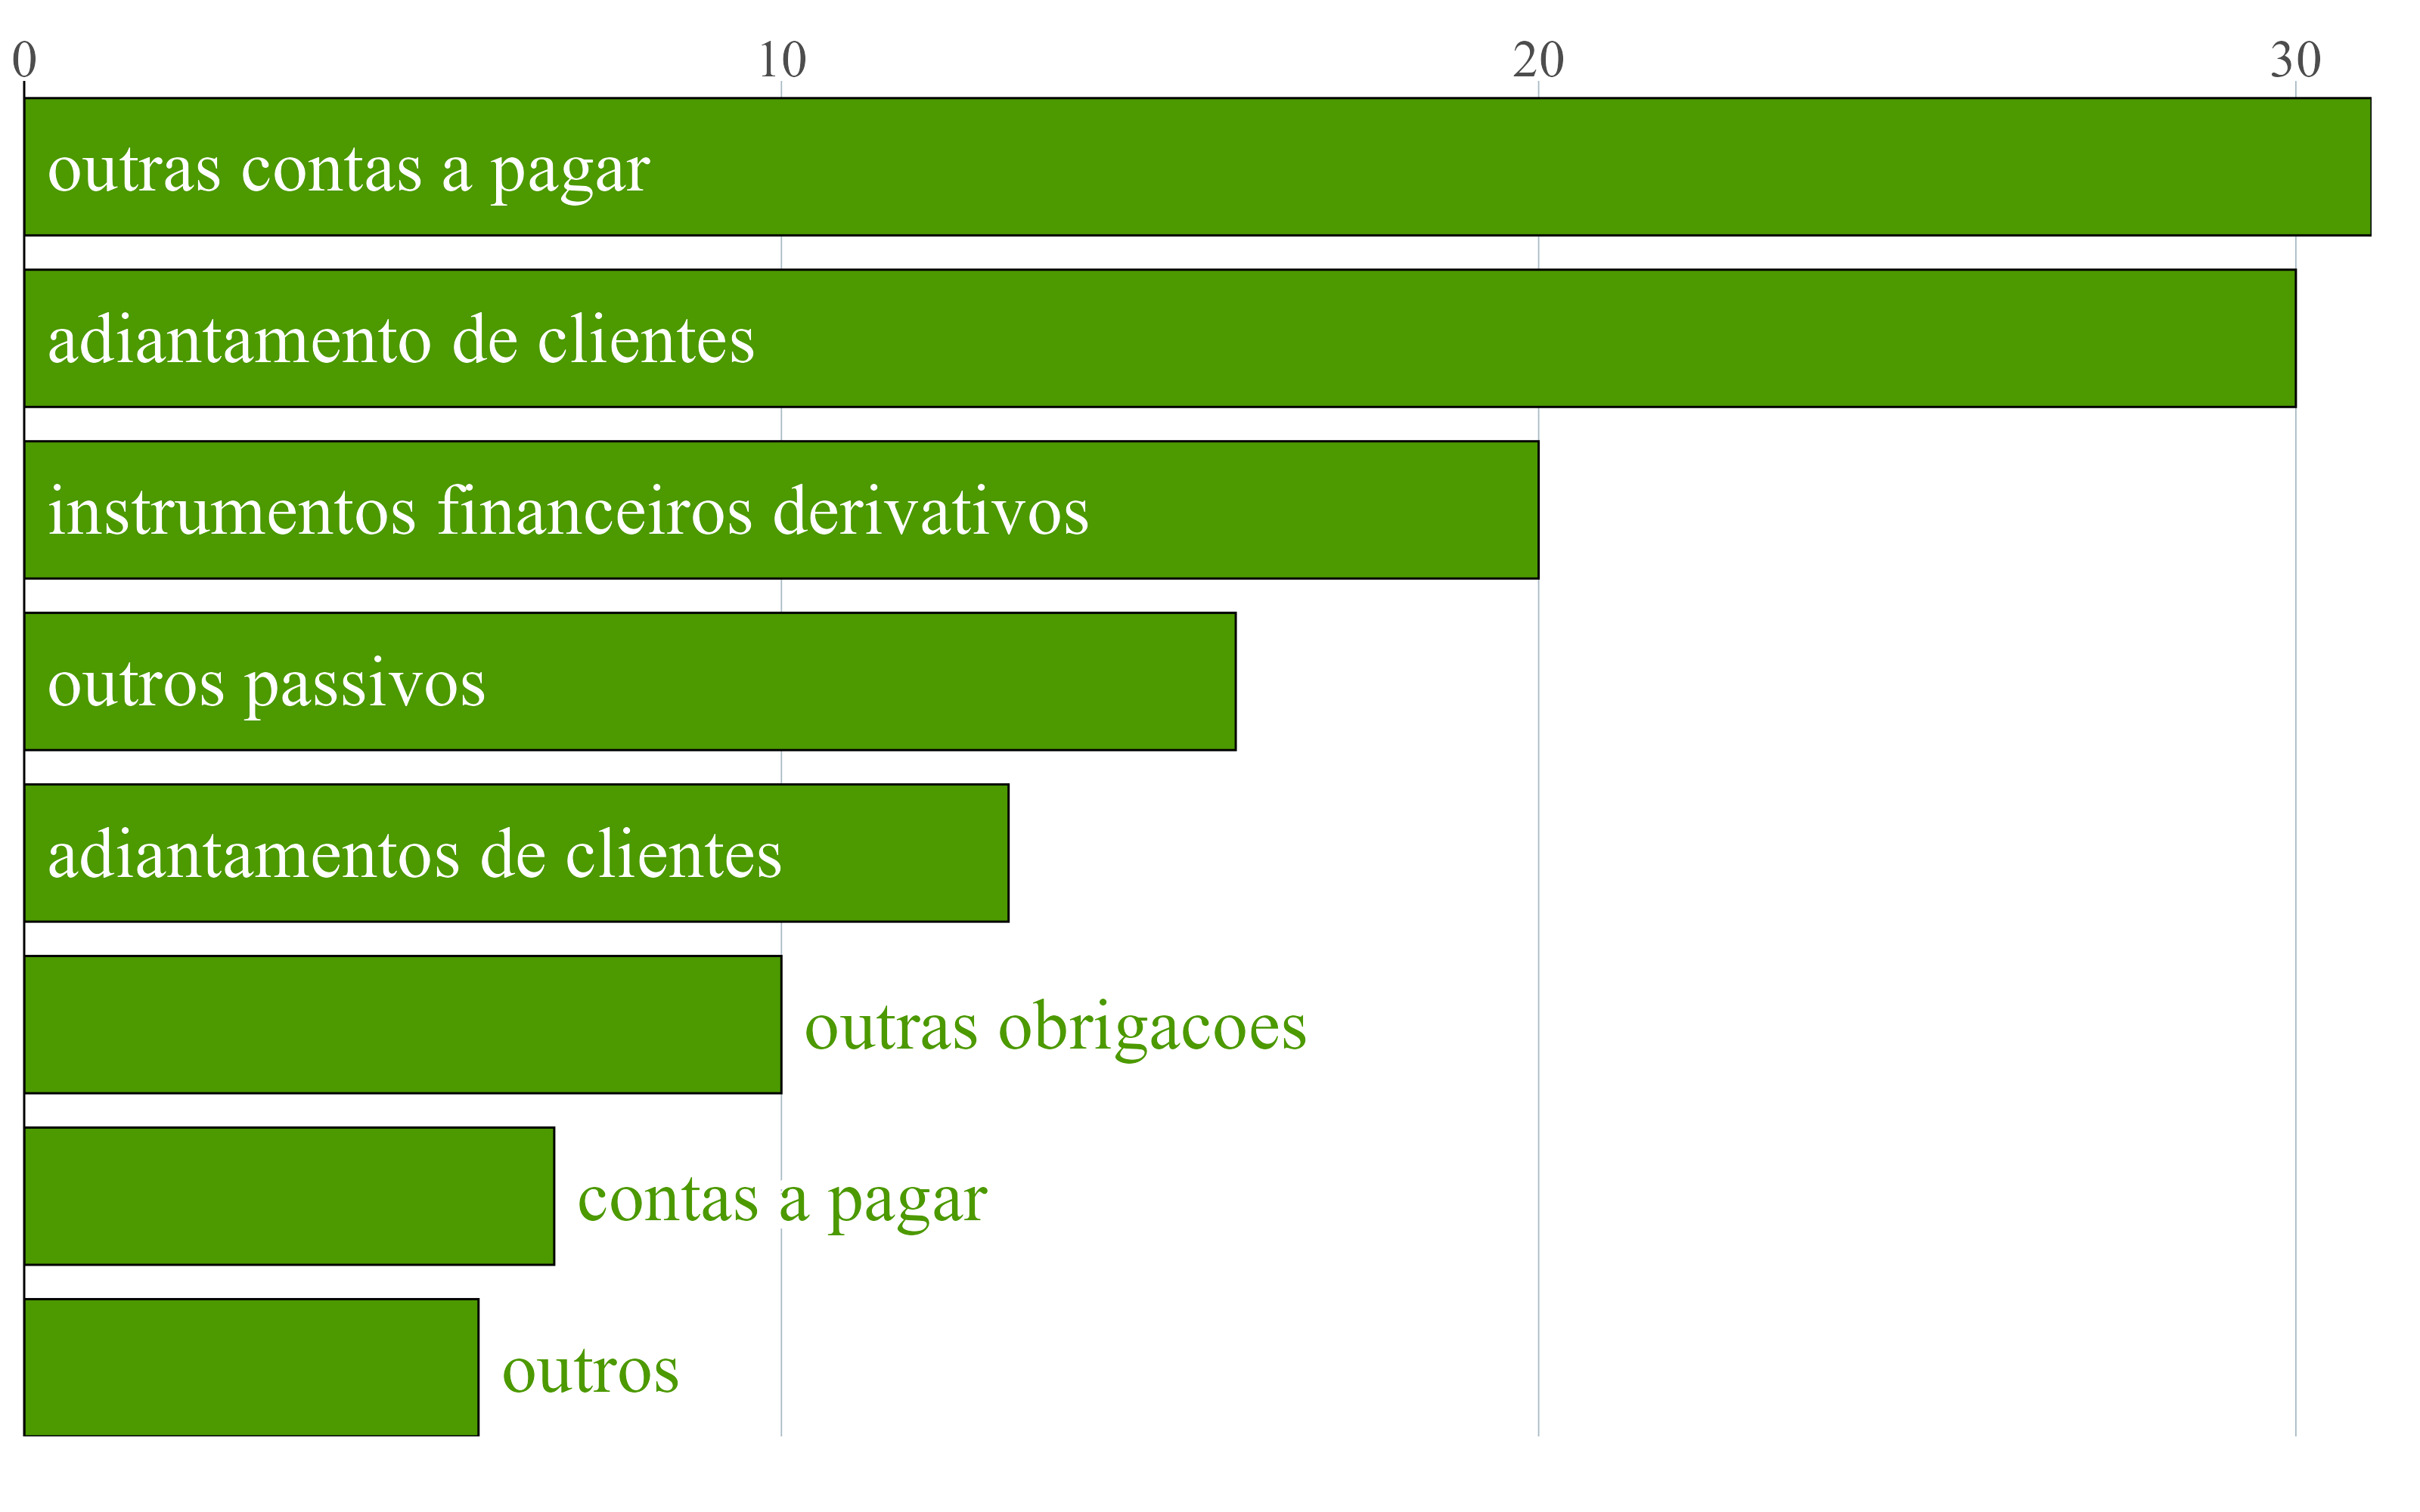 0 10 20 30
outras contas a pagar
adiantamento de clientes
instrumentos financeiros derivativos
outros passivos
adiantamentos de clientes
outras obrigacoes
contas a pagar
outros